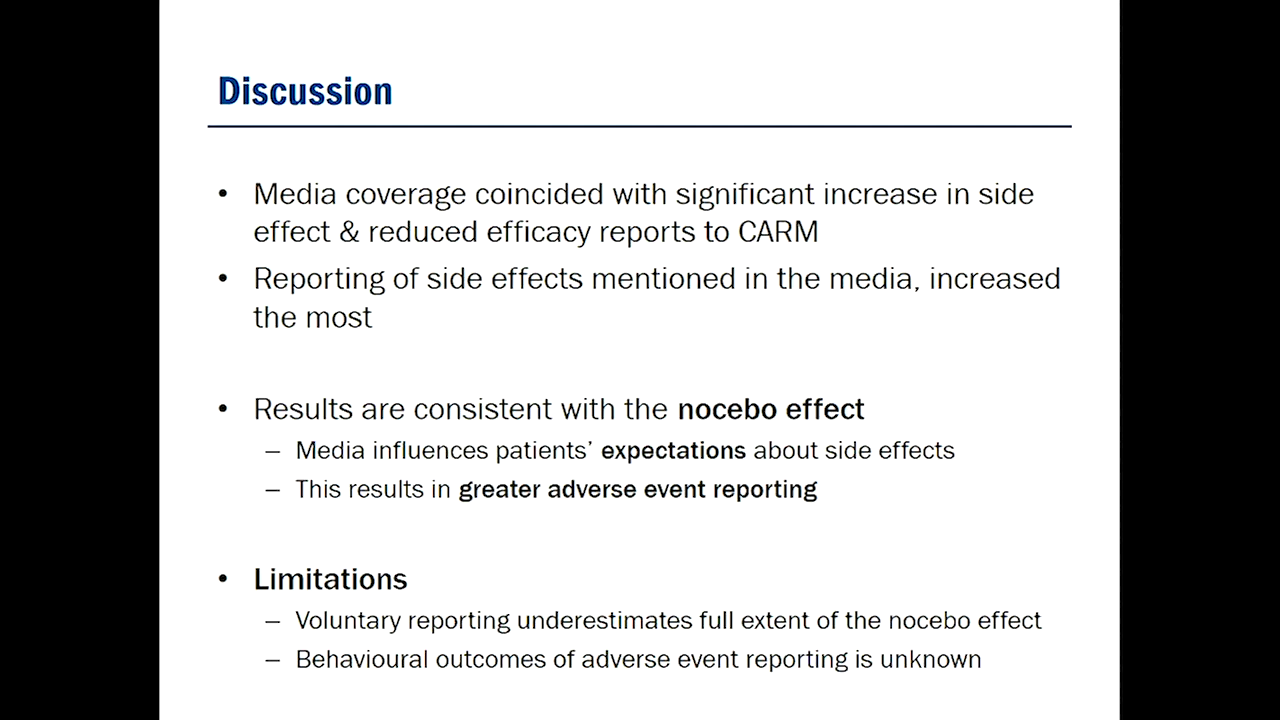 Discussion
• Media coverage coincided with significant increase in side
effect & reduced efficacy reports to CARM
• Reporting of side effects mentioned in the media, increased
the most
• Results are consistent with the nocebo effect
– Media influences patients’ expectations about side effects
– This results in greater adverse event reporting
• Limitations
– Voluntary reporting underestimates full extent of the nocebo effect
– Behavioural outcomes of adverse event reporting is unknown